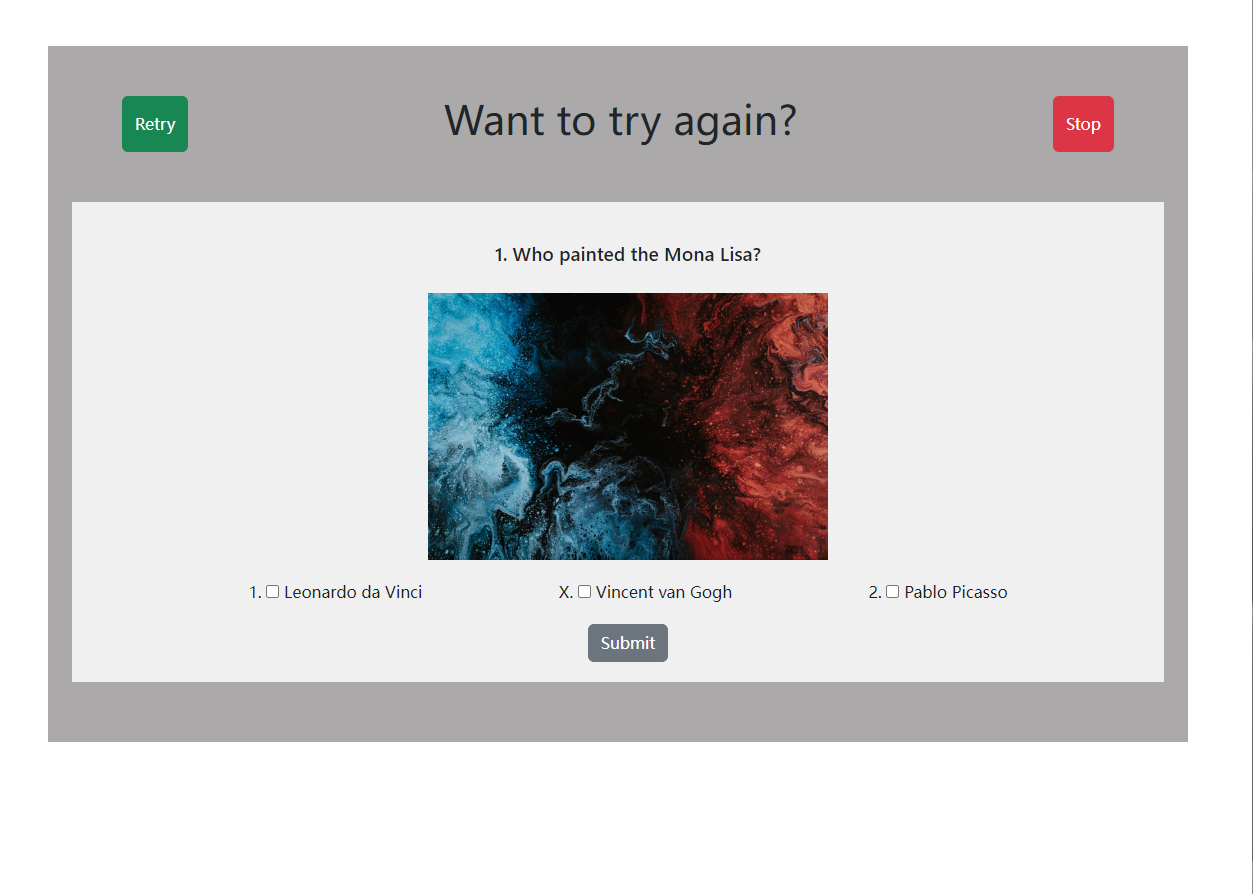 Retry
Want to try again?
Stop
1. Who painted the Mona Lisa?
1. Leonardo da Vinci
X. Vincent van Gogh
2. Pablo Picasso
Submit